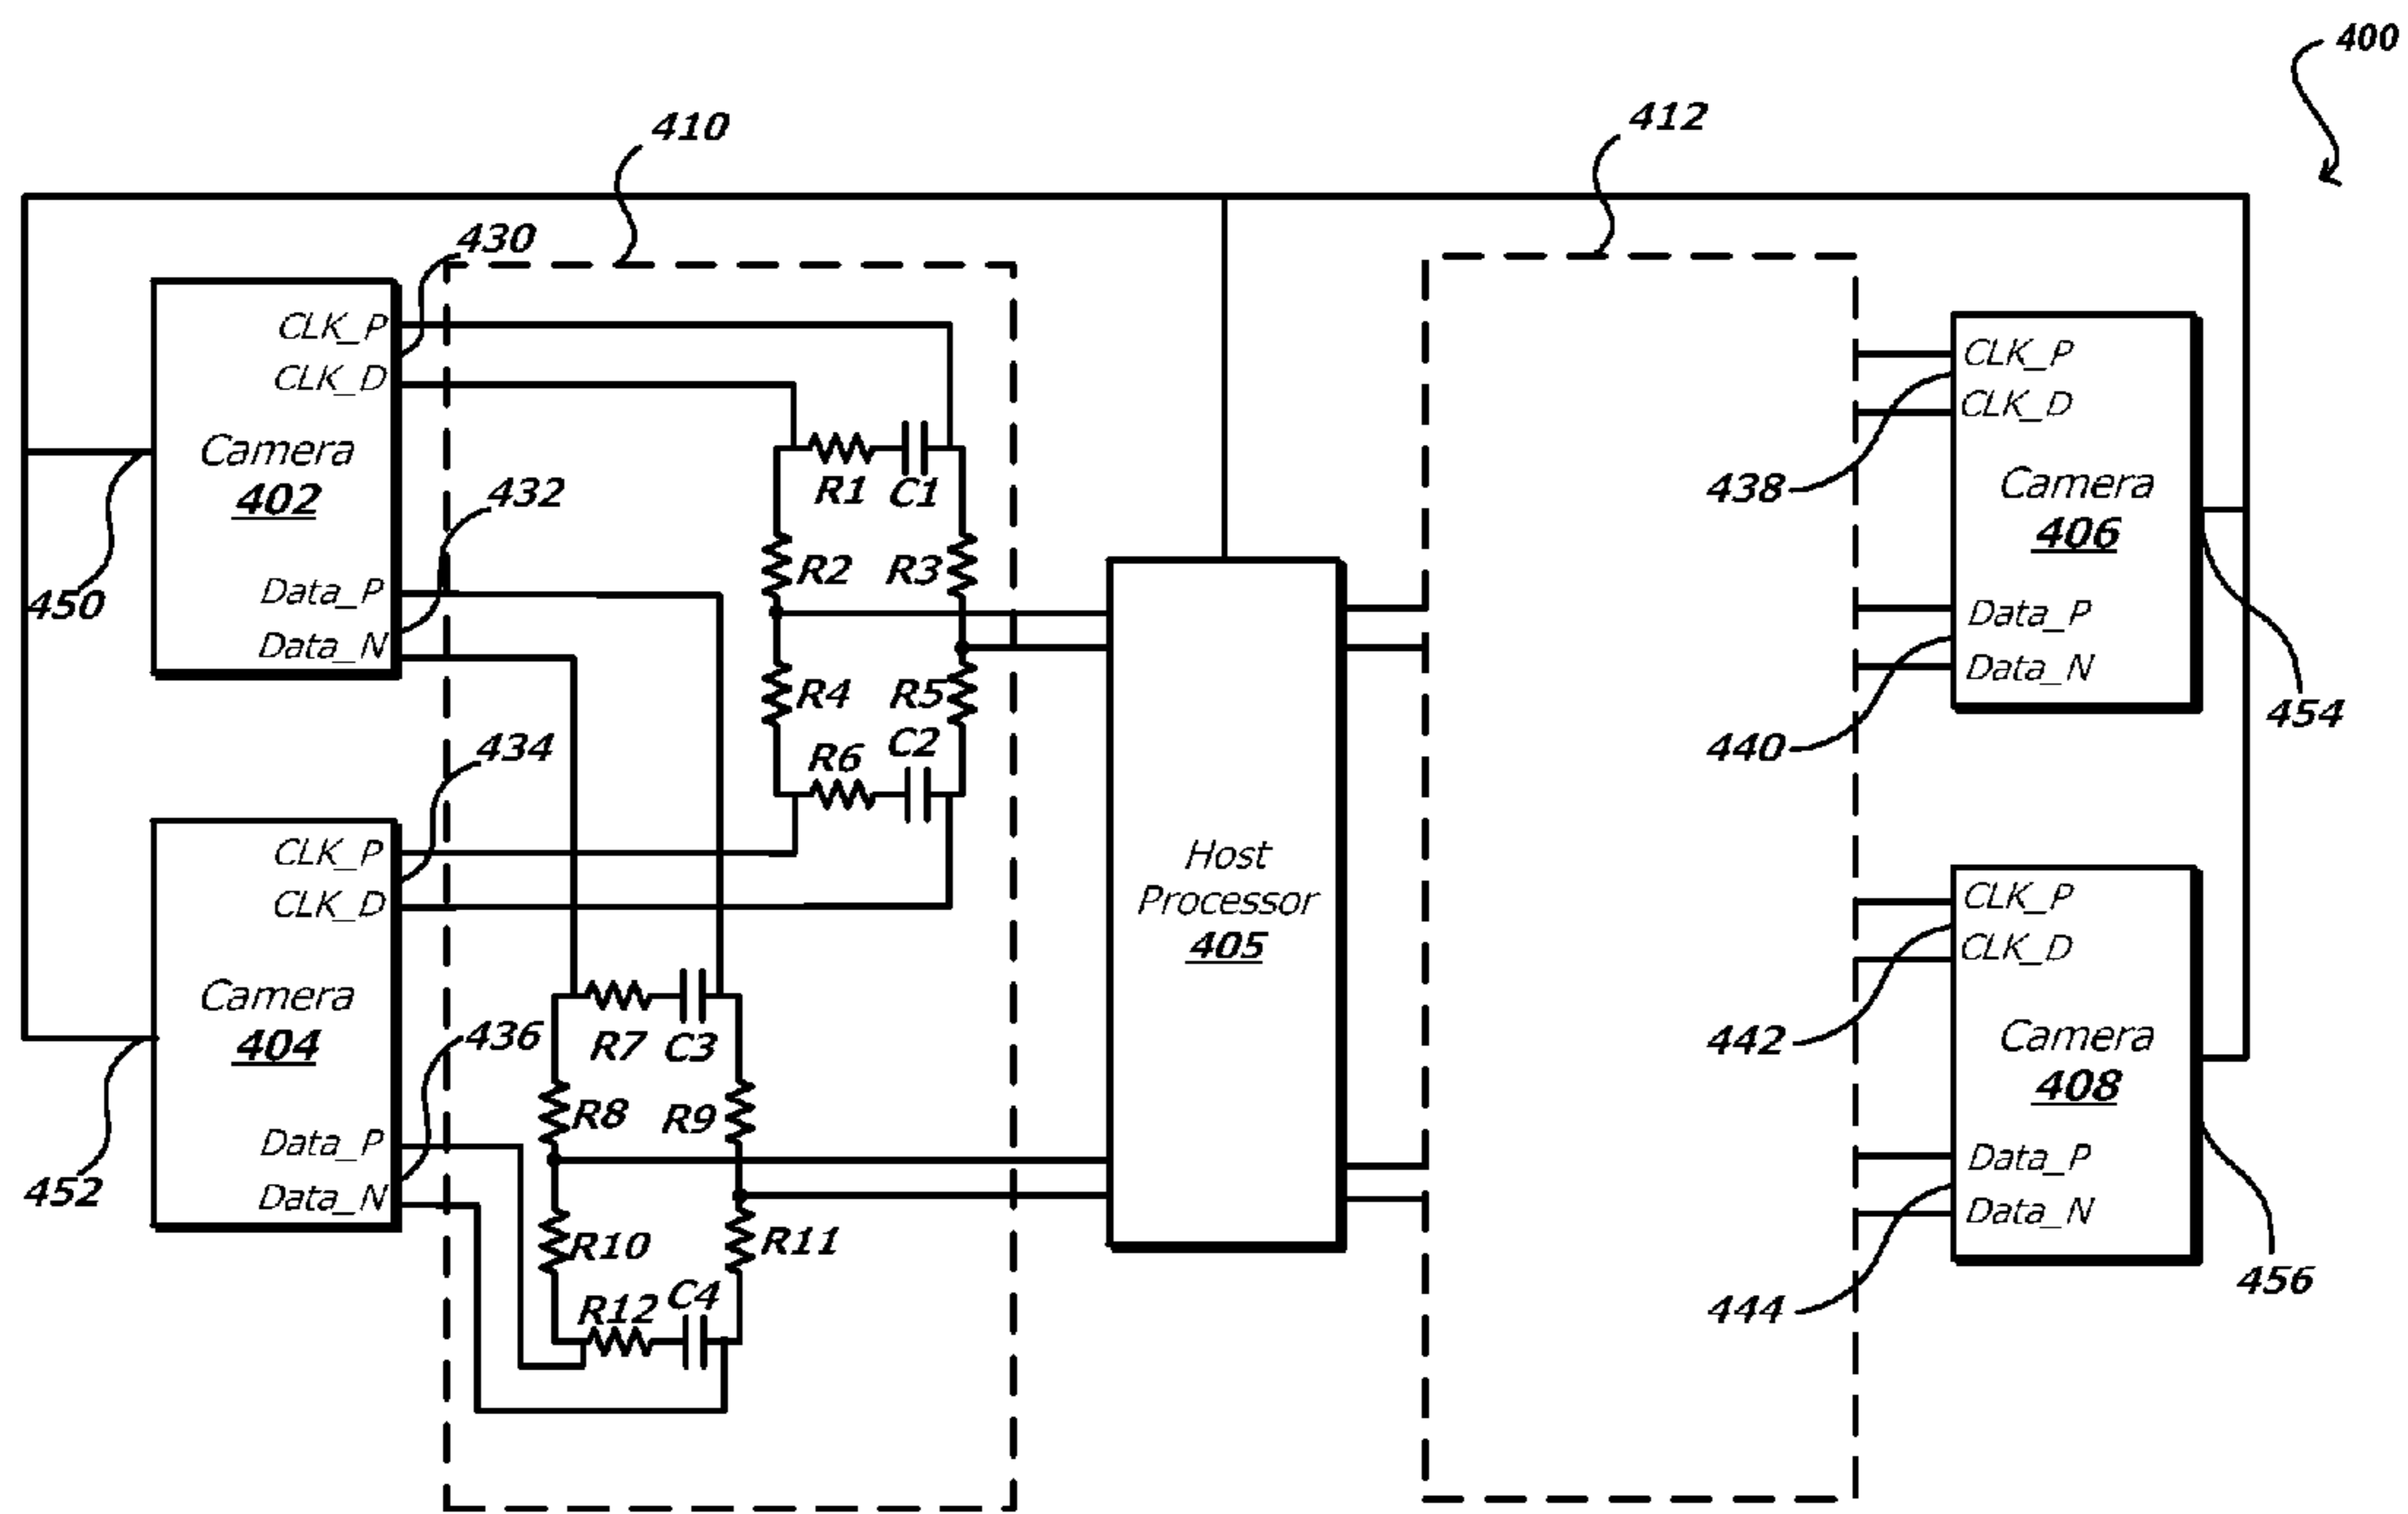 400
410
412
430
CLK_P
CLK_D
Camera
402
432
Data_P
Data_N
450
R1 C1
R2 R3
R4 R5
R6 C2
434
CLK_P
CLK_D
Camera
404
436
Data_P
Data_N
452
R7 C3
R8 R9
R10 R11
R12 C4
Host
Processor
405
CLK_P
CLK_D
438
Camera
406
Data_P
Data_N
440
454
CLK_P
CLK_D
442
Camera
408
Data_P
Data_N
444
456